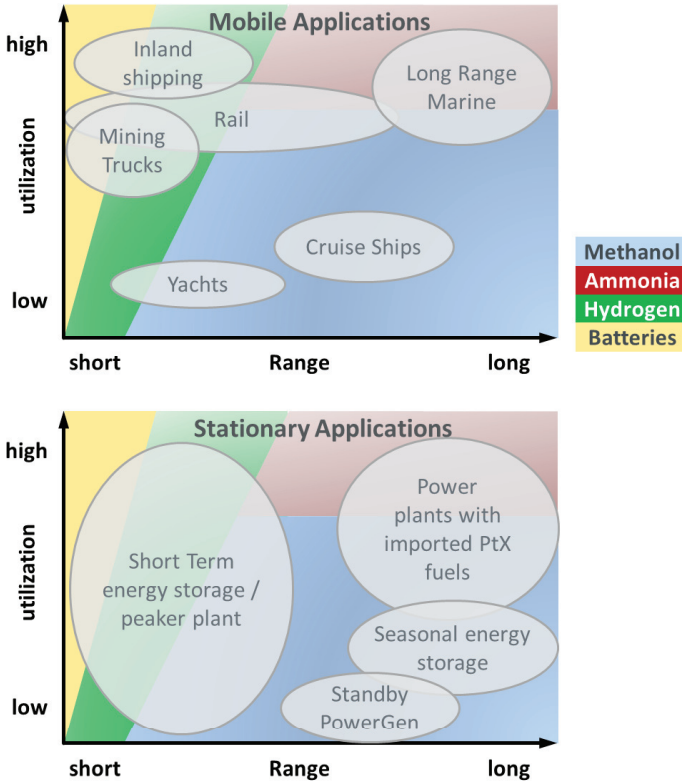 Mobile Applications
high
Inland
shipping
Long Range
Marine
Rail
Mining
Trucks
utilization
Cruise Ships
Yachts
low
short Range long
Methanol
Ammonia
Hydrogen
Batteries
Stationary Applications
high
Power
plants with
imported PtX
fuels
Short Term
energy storage /
peaker plant
utilization
Seasonal energy
storage
Standby
PowerGen
low
short Range long